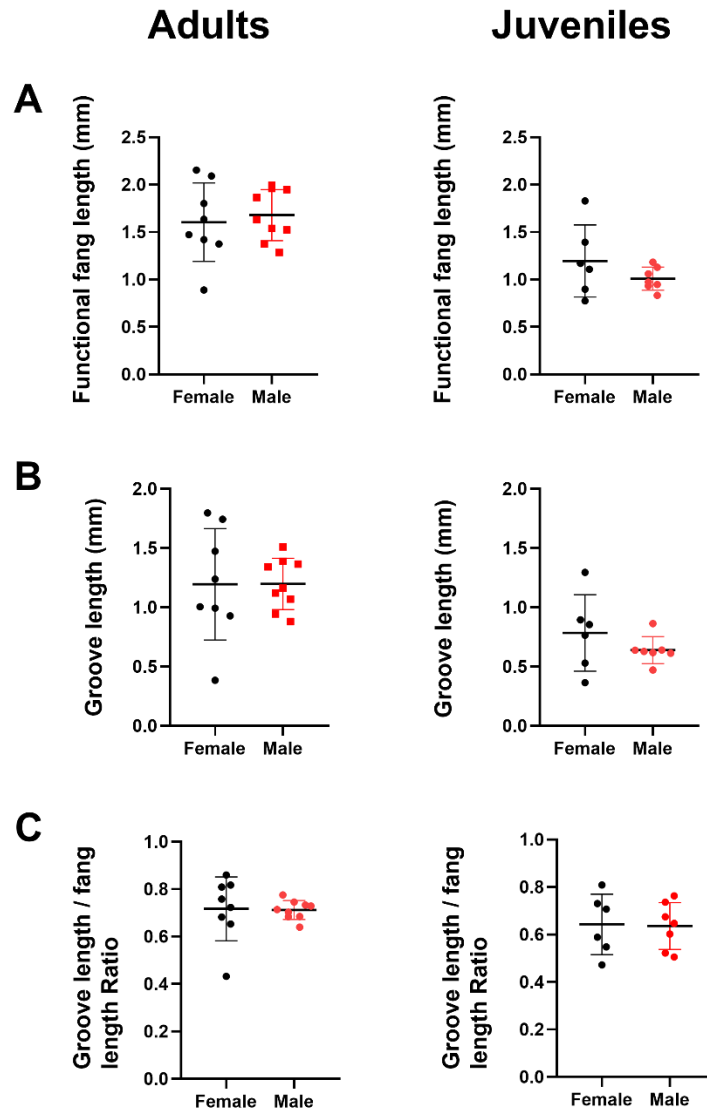 Adults
Juveniles
A
Functional fang length (mm)
2.5
2.0
1.5
1.0
0.5
0.0
Female Male
Functional fang length (mm)
2.5
2.0
1.5
1.0
0.5
0.0
Female Male
B
Groove length (mm)
2.0
1.5
1.0
0.5
0.0
Female Male
Groove length (mm)
2.0
1.5
1.0
0.5
0.0
Female Male
C
Groove length / fang
length Ratio
1.0
0.8
0.6
0.4
0.2
0.0
Female Male
Groove length / fang
length Ratio
1.0
0.8
0.6
0.4
0.2
0.0
Female Male